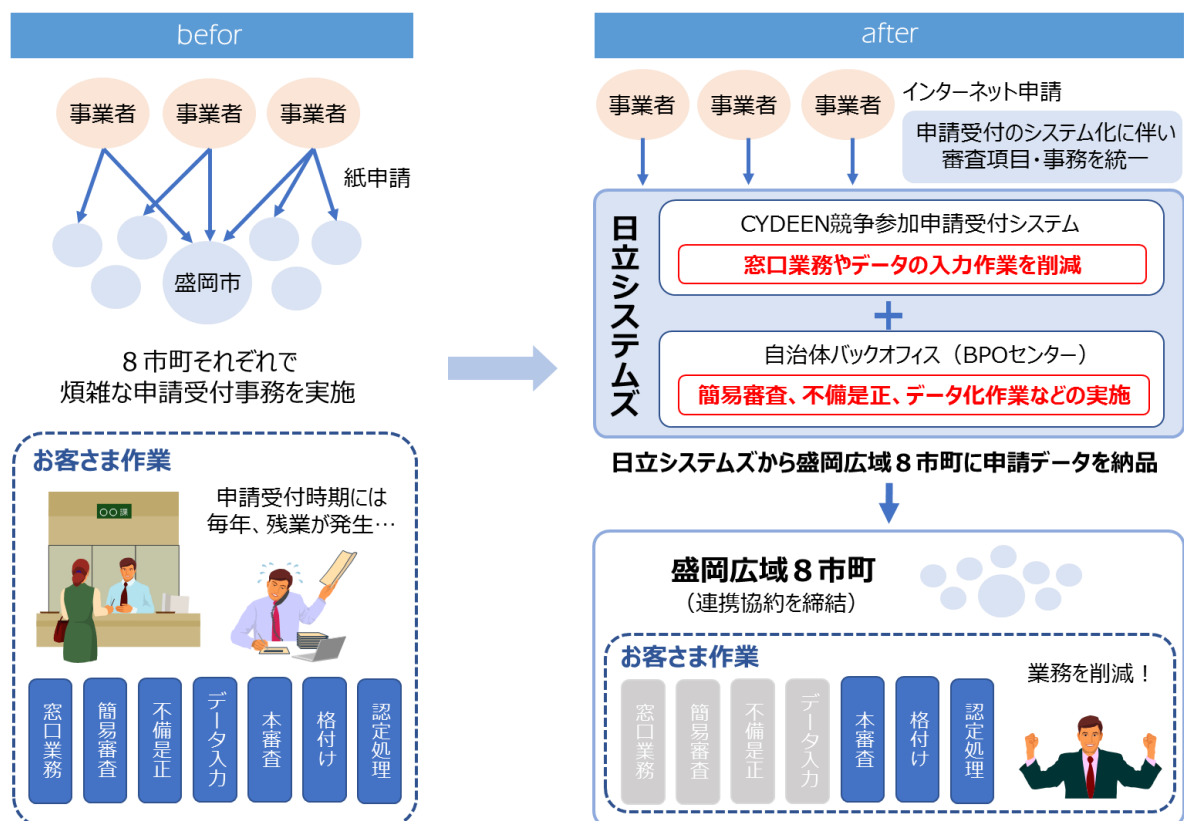 befor
事業者
事業者
事業者
紙申請
盛岡市
8市町それぞれで
煩雑な申請受付事務を実施
お客さま作業
〇〇課
申請受付時期には
毎年、残業が発生…
窓口業務
簡易審査
不備是正
データ入力
本審査
格付け
認定処理
after
事業者
事業者
事業者
インターネット申請
申請受付のシステム化に伴い
審査項目・事務を統一
日立システムズ
CYDEEN競争参加申請受付システム
窓口業務やデータの入力作業を削減
+
自治体バックオフィス（BPOセンター）
簡易審査、不備是正、データ化作業などの実施
日立システムズから盛岡広域8市町に申請データを納品
盛岡広域8市町
（連携協約を締結）
お客さま作業
業務を削減！
窓口業務
簡易審査
不備是正
データ入力
本審査
格付け
認定処理